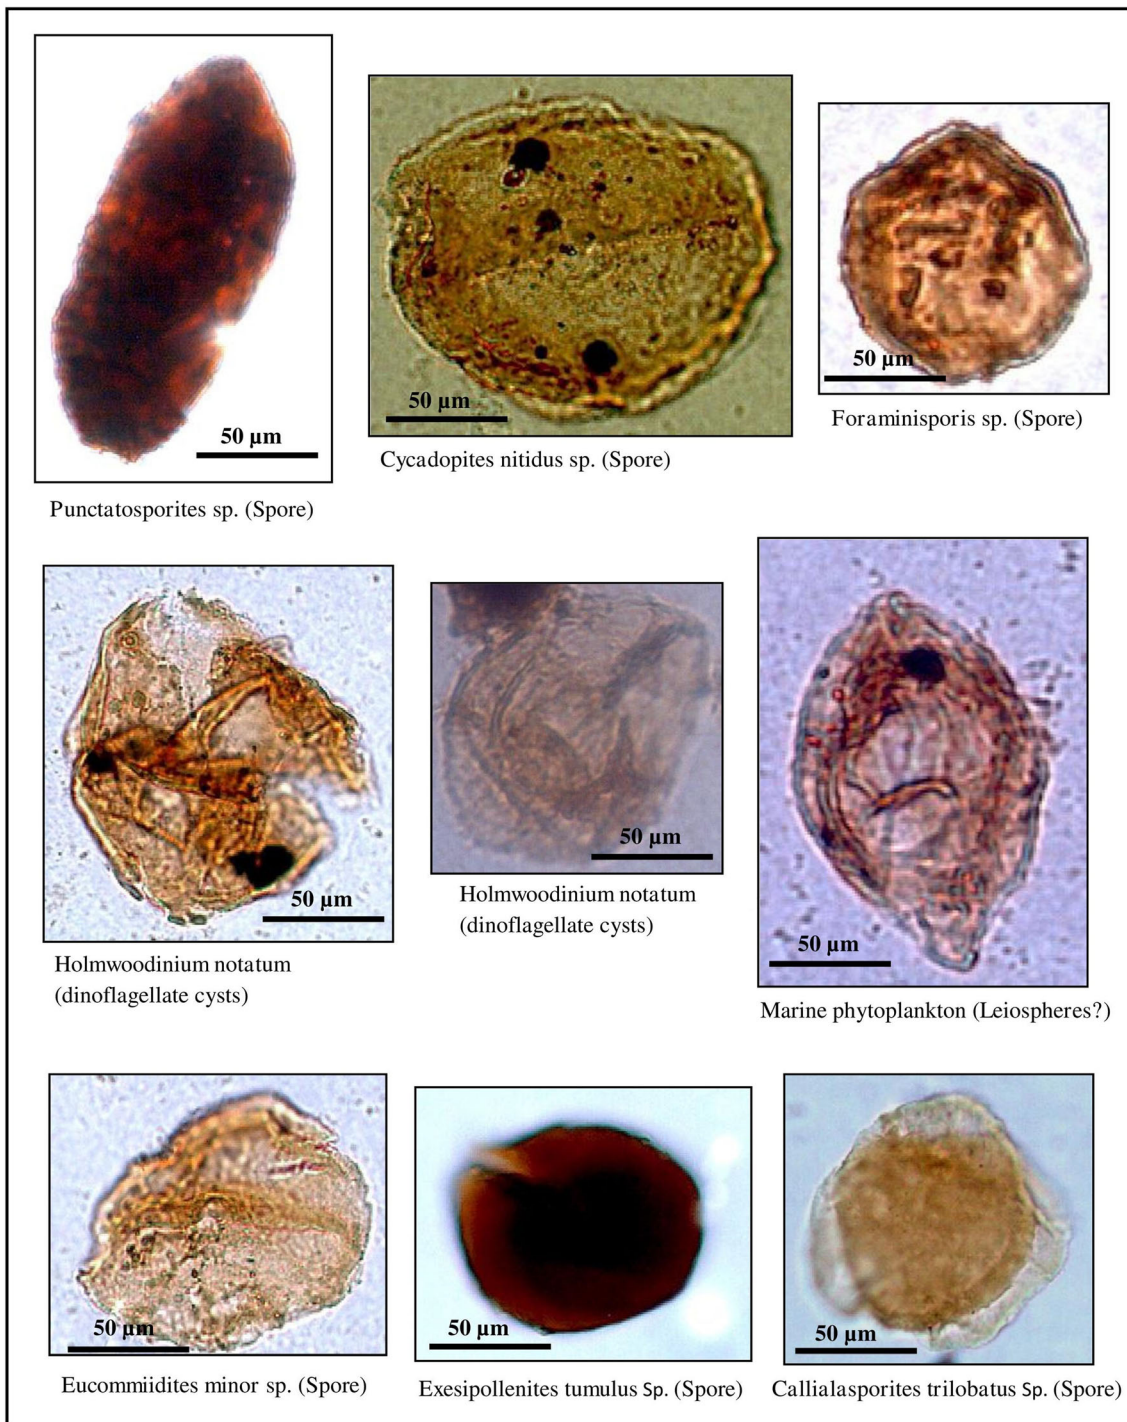 50 µm
50 µm
50 µm
Punctatosporites sp. (Spore)
Cycadopites nitidus sp. (Spore)
Foraminisporis sp. (Spore)
50 µm
50 µm
50 µm
Holmwoodinium notatum
(dinoflagellate cysts)
Holmwoodinium notatum
(dinoflagellate cysts)
Marine phytoplankton (Leiospheres?)
50 µm
50 µm
50 µm
Eucommiidites minor sp. (Spore)
Exesipollenites tumulus Sp. (Spore)
Callialasporites trilobatus Sp. (Spore)